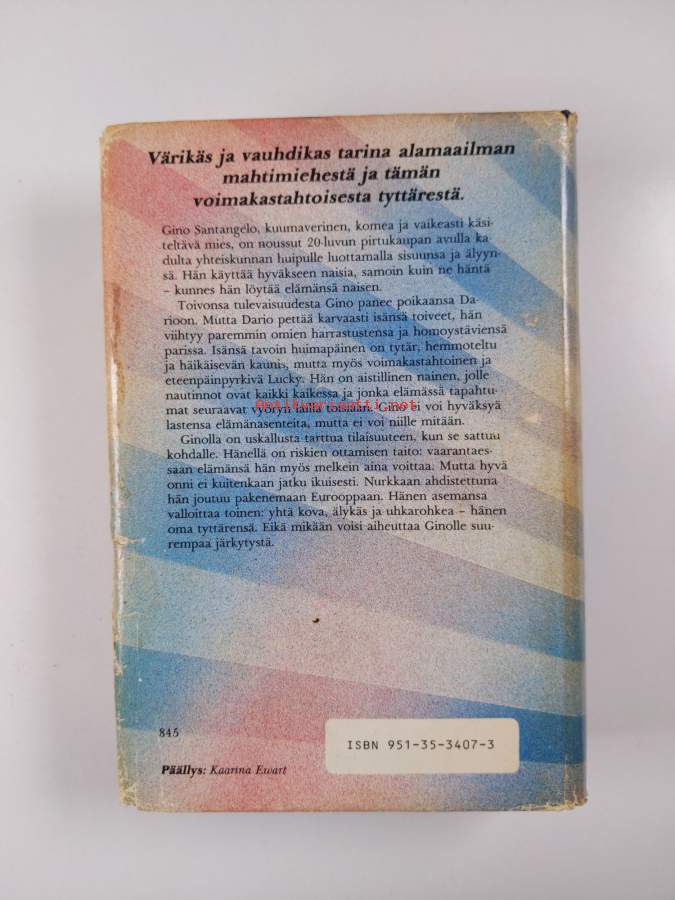 Värikäs ja vauhdikas tarina alamaailman
mahtimiehestä ja tämän
voimakastahtoisesta tyttärestä.
Gino Santangelo, kuumaverinen, komea ja vaikeasti käsi-
teltävä mies, on noussut 20-luvun pirtukaupan avulla ka
dulta yhteiskunnan huipulle luottamalla sisuunsa ja älyyn-
sä. Hän käyttää hyväkseen naisia, samoin kuin ne häntä
– kunnes hän löytää elämänsä naisen.
Toivonsa tulevaisuudesta Gino panee poikaansa Da-
rioon. Mutta Dario pettää karvaasti isänsä toiveet, hän
viihtyy paremmin omien harrastustensa ja homoystäviensä
parissa. Isänsä tavoin huimapäinen on tytär, hemmoteltu
ja häikäisevän kaunis, mutta myös voimakastahtoinen ja
eteenpäinpyrkivä Lucky. Hän on aistillinen nainen, jolle
nautinnot ovat kaikki kaikessa ja jonka elämässä tapahtu-
Antikvariaatti.net
mat seuraavat vyöryn lailla toisiaan. Gino ei voi hyväksyä
lastensa elämänasenteita, mutta ei voi niille mitään.
Ginolla on uskallusta tarttua tilaisuuteen, kun se sattuu
kohdalle. Hänellä on riskien ottamisen taito: vaarantaes-
saan elämänsä hän myös melkein aina voittaa. Mutta hyvä
onni ei kuitenkaan jatku ikuisesti. Nurkkaan ahdistettuna
hän joutuu pakenemaan Eurooppaan. Hänen asemansa
valloittaa toinen: yhtä kova, älykäs ja uhkarohkea – hänen
oma tyttärensä. Eikä mikään voisi aiheuttaa Ginolle suu-
rempaa järkytystä.
845
ISBN 951-35-3407-3
Päällys: Kaarina Ewart